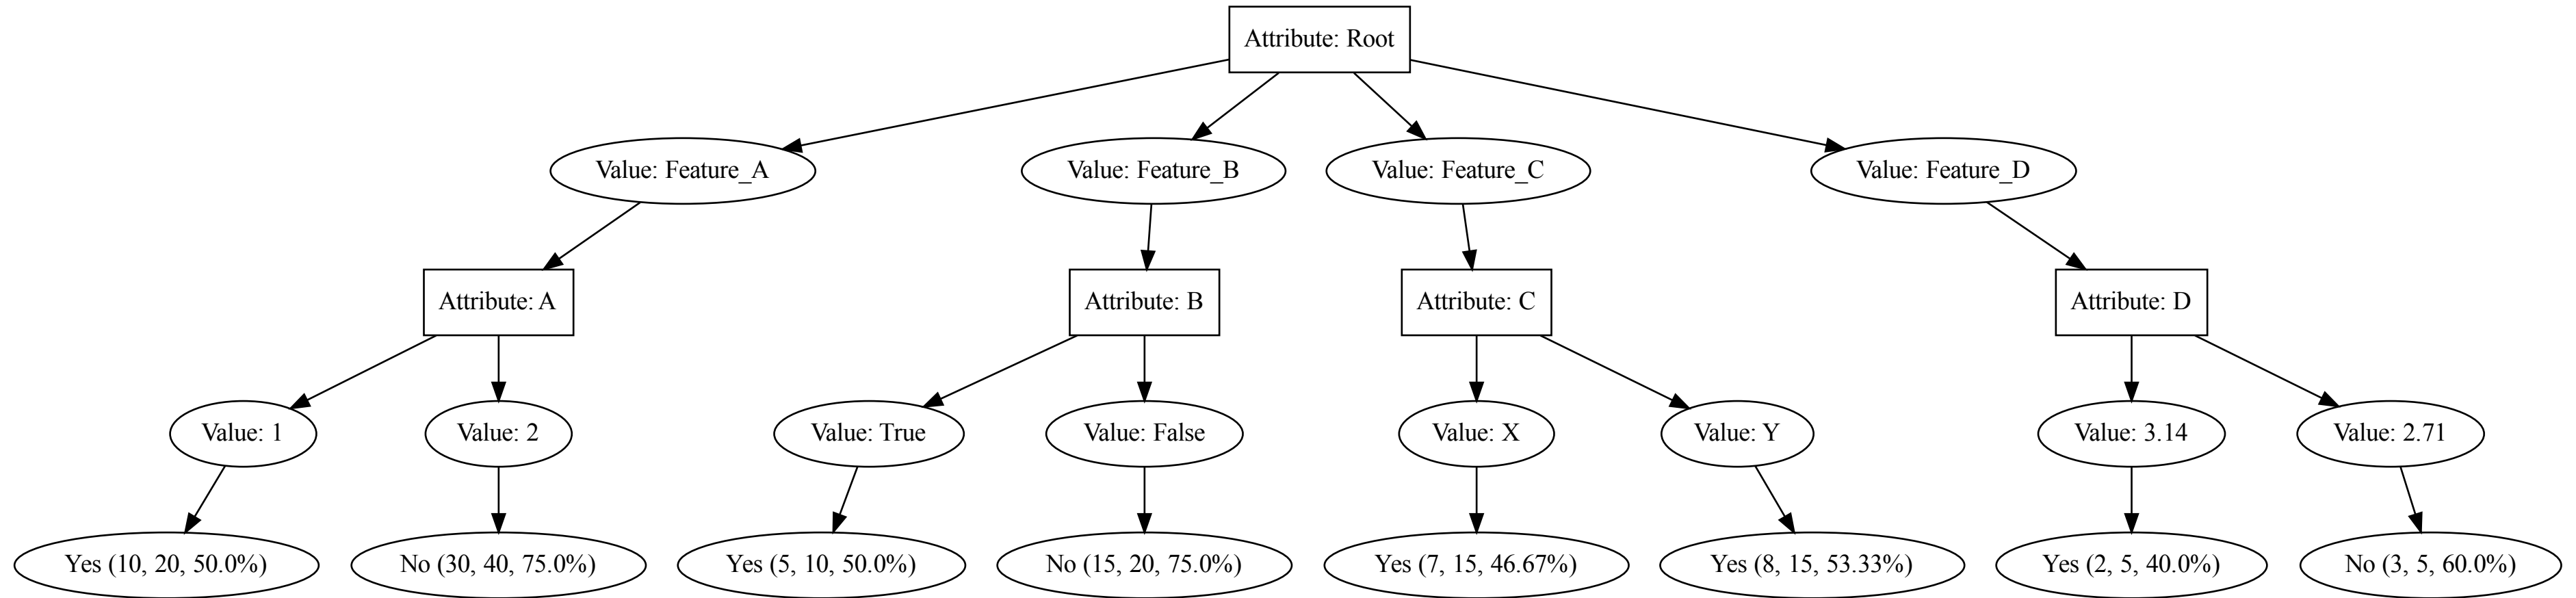 Attribute: Root
Value: Feature_A
Value: Feature_B
Value: Feature_C
Value: Feature_D
Attribute: A
Attribute: B
Attribute: C
Attribute: D
Value: 1
Value: 2
Value: True
Value: False
Value: X
Value: Y
Value: 3.14
Value: 2.71
Yes (10, 20, 50.0%)
No (30, 40, 75.0%)
Yes (5, 10, 50.0%)
No (15, 20, 75.0%)
Yes (7, 15, 46.67%)
Yes (8, 15, 53.33%)
Yes (2, 5, 40.0%)
No (3, 5, 60.0%)